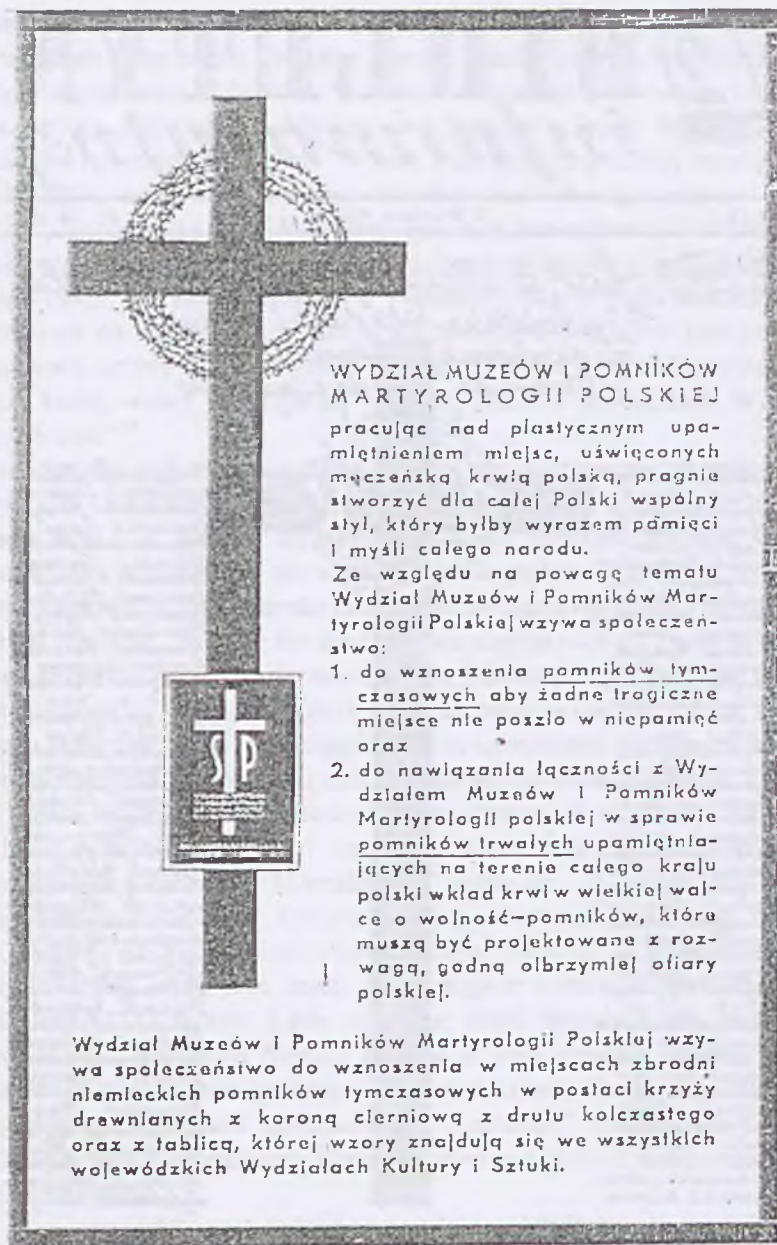 WYDZIAŁ MUZEÓW I POMNIKÓW
MARTYROLOGII POLSKIEJ
pracując nad plastycznym upa-
miętnieniem miejsc, uświęconych
męczeńską krwią polską, pragnie
stworzyć dla całej Polski wspólny
styl, który byłby wyrazem pamięci
i myśli całego narodu.
Ze względu na powagę tematu
Wydział Muzeów i Pomników Mar-
tyrologii Polskiej wzywa społeczeń-
stwo:
1. do wznoszenia pomników tym-
czasowych aby żadne tragiczne
miejsce nie poszło w niepamięć
oraz
2. do nawiązania łączności z Wy-
działem Muzeów i Pomników
Martyrologii polskiej w sprawie
pomników trwałych upamiętnia-
jących na terenie całego kraju
polski wkład krwi w wielkiej wal-
ce o wolność—pomników, które
muszą być projektowane z roz-
wagą, godną olbrzymiej ofiary
polskiej.
SP
Wydział Muzeów i Pomników Martyrologii Polskiej wzy-
wa społeczeństwo do wznoszenia w miejscach zbrodni
niemieckich pomników tymczasowych w postaci krzyży
drewnianych z koroną cierniową z drutu kolczastego
oraz z tablicą, której wzory znajdują się we wszystkich
wojewódzkich Wydziałach Kultury i Sztuki.